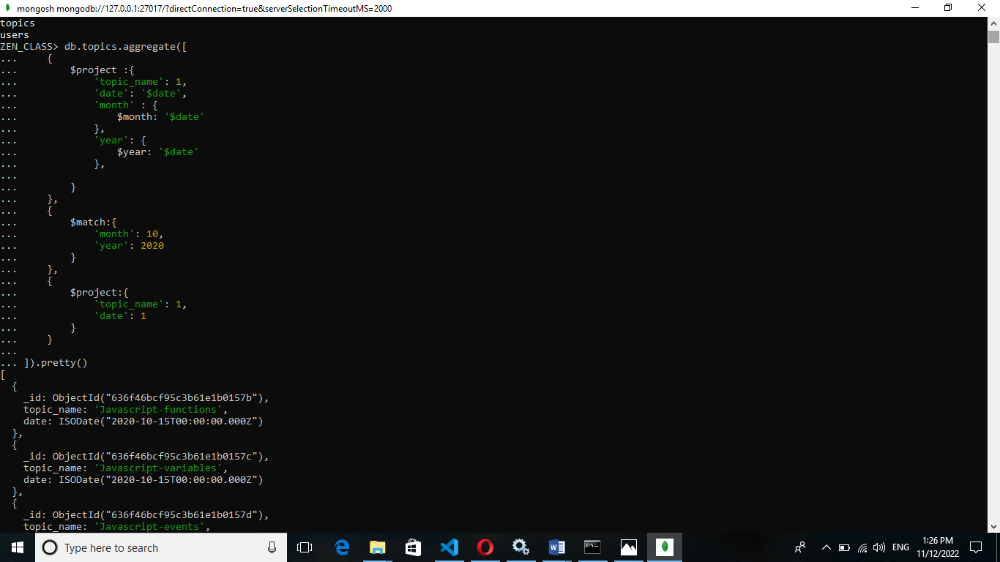 mongosh mongodb://127.0.0.1:27017/?directConnection=true&serverSelectionTimeoutMS=2000
topics
users
ZEN_CLASS> db.topics.aggregate([
...     {
...         $project :{
...             'topic_name': 1,
...             'date': '$date',
...             'month' : {
...                 $month: '$date'
...             },
...             'year': {
...                 $year: '$date'
...             },
...
...         }
...     },
...     {
...         $match:{
...             'month': 10,
...             'year': 2020
...         }
...     },
...     {
...         $project:{
...             'topic_name': 1,
...             'date': 1
...         }
...     }
...
... ]).pretty()
[
  {
    _id: ObjectId("636f46bcf95c3b61e1b0157b"),
    topic_name: 'Javascript-functions',
    date: ISODate("2020-10-15T00:00:00.000Z")
  },
  {
    _id: ObjectId("636f46bcf95c3b61e1b0157c"),
    topic_name: 'Javascript-variables',
    date: ISODate("2020-10-15T00:00:00.000Z")
  },
  {
    _id: ObjectId("636f46bcf95c3b61e1b0157d"),
    topic_name: 'Javascript-events',
Type here to search
ENG
1:26 PM
11/12/2022